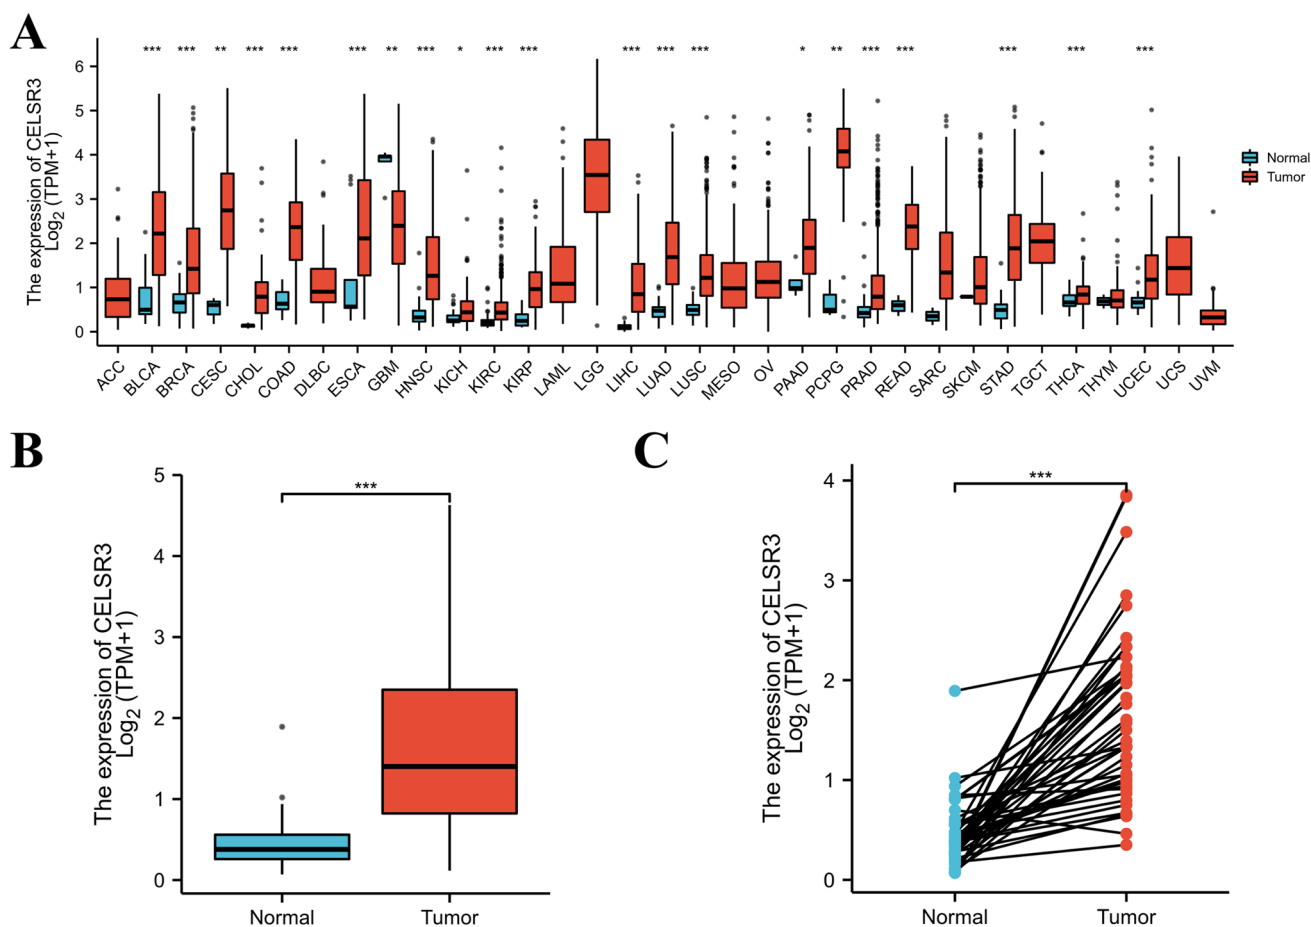 A
*** *** ** *** *** *** ** *** * *** *** *** *** *** * ** *** *** *** *** ***
The expression of CELSR3
Log2 (TPM+1)
6
5
4
3
2
1
0
Normal
Tumor
ACC BLCA BRCA CESC CHOL COAD DLBC ESCA GBM HNSC KICH KIRC KIRP LAML LGG LIHC LUAD LUSC MESO OV PAAD PCPG PRAD READ SARC SKCM STAD TGCT THCA THYM UCEC UCS UVM
B
The expression of CELSR3
Log2 (TPM+1)
5
4
3
2
1
0
***
Normal Tumor
C
The expression of CELSR3
Log2 (TPM+1)
4
3
2
1
0
***
Normal Tumor